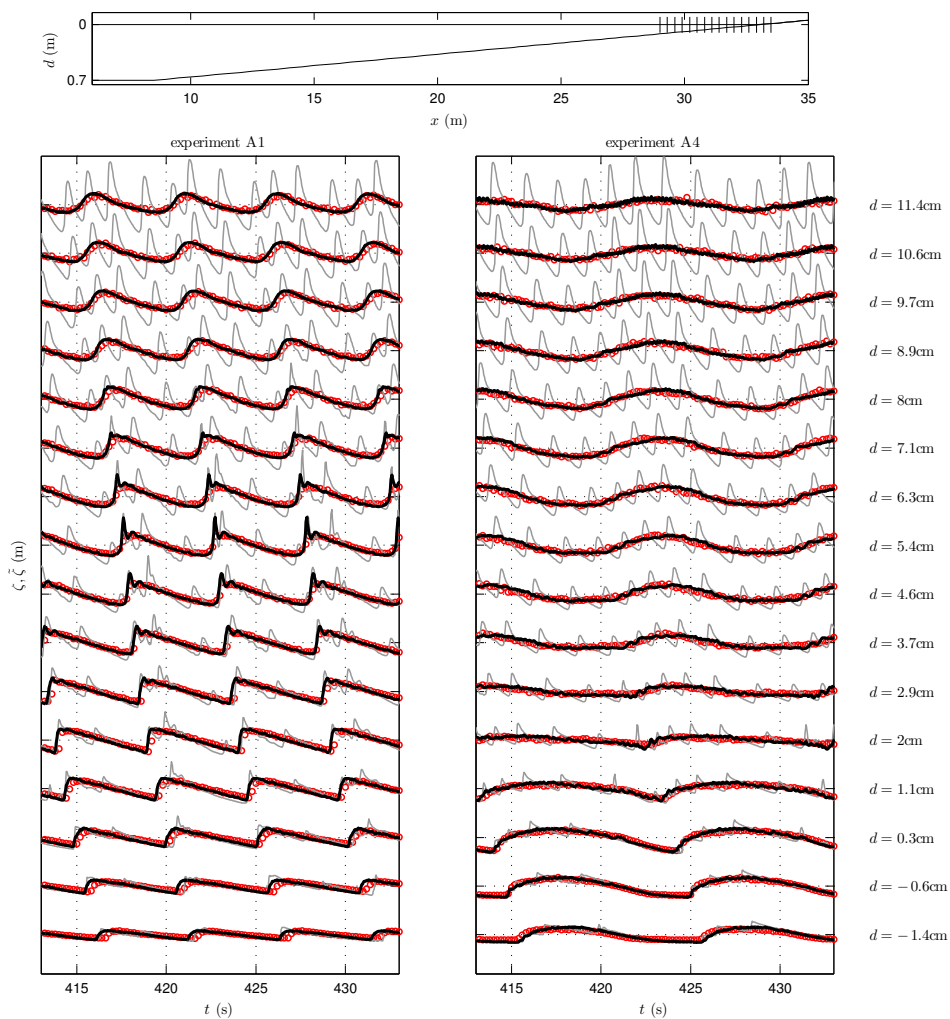 0
0.7
d (m)
10 15 20 25 30 35
x (m)
experiment A1 experiment A4
d = 11.4cm
d = 10.6cm
d = 9.7cm
d = 8.9cm
d = 8cm
d = 7.1cm
d = 6.3cm
d = 5.4cm
d = 4.6cm
d = 3.7cm
d = 2.9cm
d = 2cm
d = 1.1cm
d = 0.3cm
d = −0.6cm
d = −1.4cm
ζ, ζ̃ (m)
415 420 425 430 415 420 425 430
t (s) t (s)